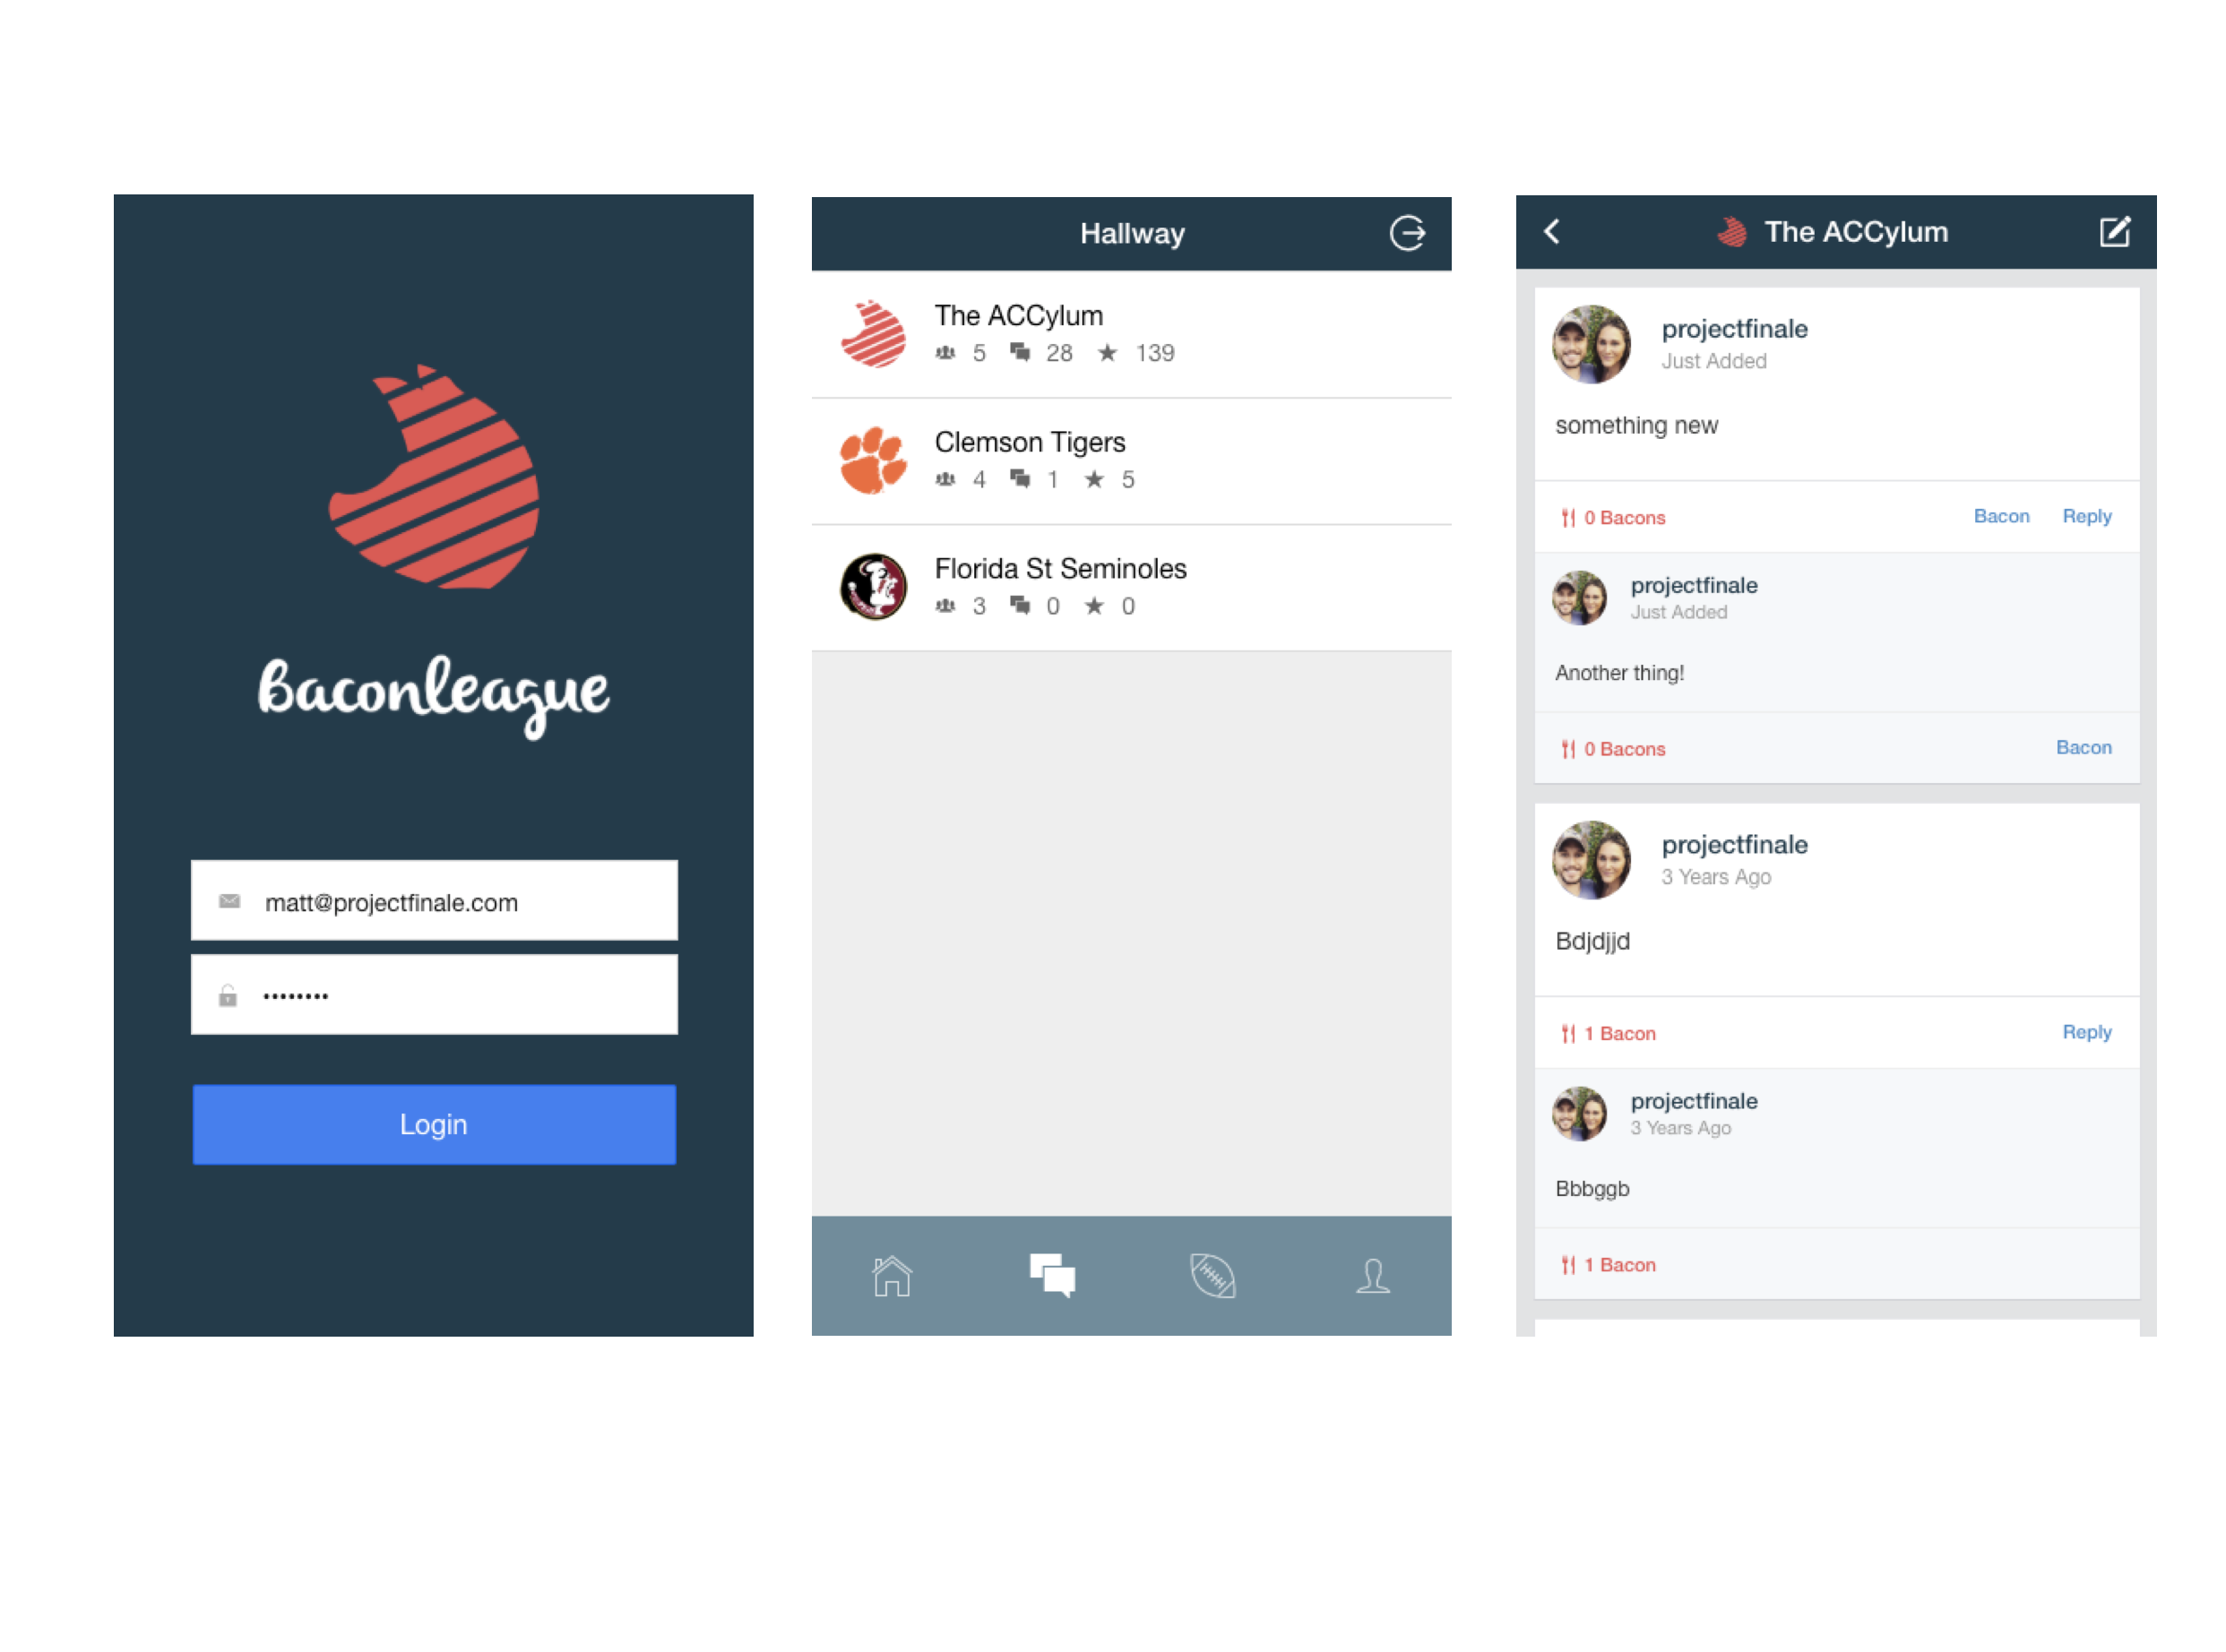 baconleague
matt@projectfinale.com
••••••••
Login
Hallway
The ACCylum
5 28 139
Clemson Tigers
4 1 5
Florida St Seminoles
3 0 0
The ACCylum
projectfinale
Just Added
something new
0 Bacons Bacon Reply
projectfinale
Just Added
Another thing!
0 Bacons Bacon
projectfinale
3 Years Ago
Bdjdjjd
1 Bacon Reply
projectfinale
3 Years Ago
Bbbggb
1 Bacon